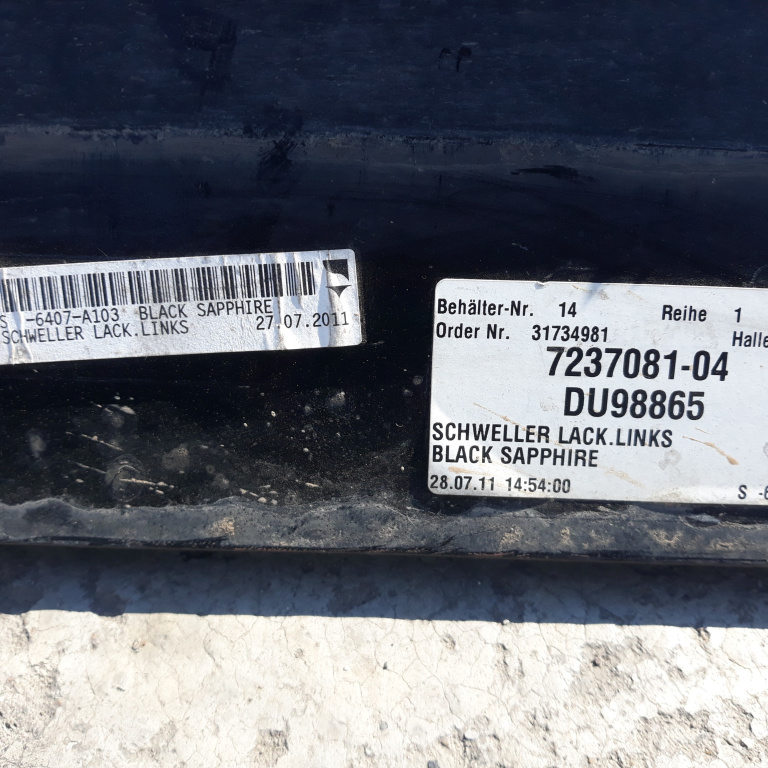 S -6407-A103 BLACK SAPPHIRE
SCHWELLER LACK.LINKS 27.07.2011
Behälter-Nr. 14 Reihe 1
Order Nr. 31734981 Halle
7237081-04
DU98865
SCHWELLER LACK.LINKS
BLACK SAPPHIRE
28.07.11 14:54:00 S -6